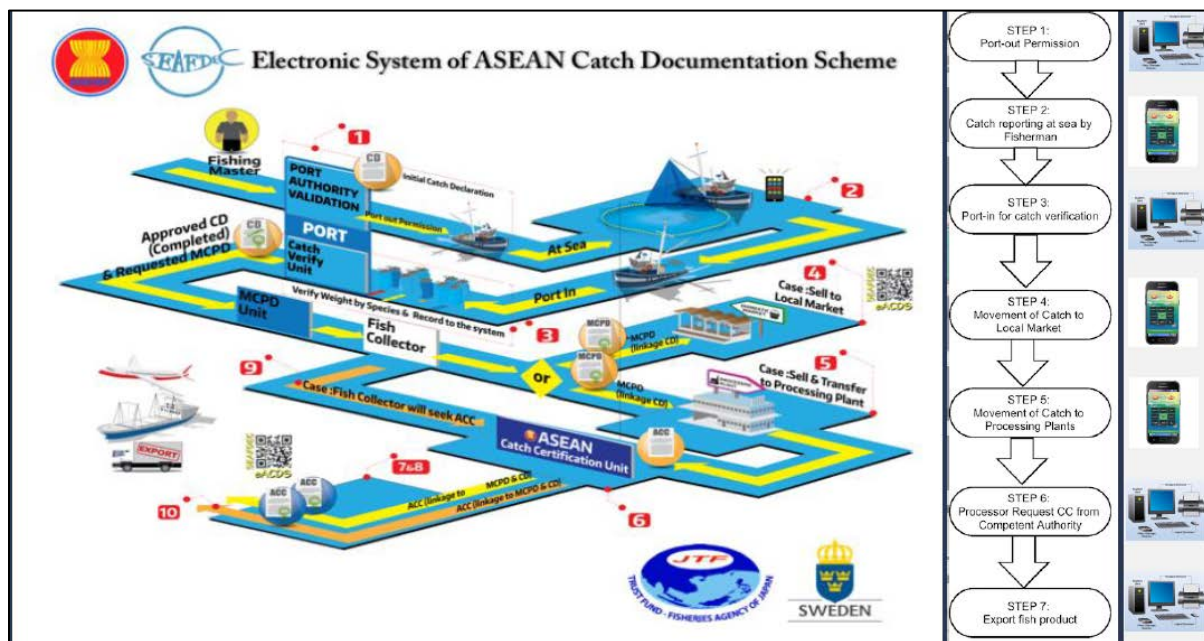 SEAFDEC
Electronic System of ASEAN Catch Documentation Scheme
Fishing
Master
1
CD
Initial Catch Declaration
PORT
AUTHORITY
VALIDATION
Port out Permission
2
At Sea
Approved CD
(Completed)
& Requested MCPD
CD
PORT
Catch
Verify
Unit
Port In
Verify Weight by Species & Record to the system
3
4
Case :Sell to
Local Market
eACDS
MCPD
Unit
Fish
Collector
or
MCPD
MCPD
(linkage CD)
MCPD
MCPD
(linkage CD)
5
Case :Sell & Transfer
to Processing Plant
9
Case :Fish Collector will seek ACC
ASEAN
Catch Certification Unit
ACC
EXPORT
eACDS
7&8
ACC (linkage to MCPD & CD)
ACC (linkage to MCPD & CD)
ACC
ACC
10
6
JTF
TRUST FUND - FISHERIES AGENCY OF JAPAN
SWEDEN
STEP 1:
Port-out Permission
STEP 2:
Catch reporting at sea by
Fisherman
STEP 3:
Port-in for catch verification
STEP 4:
Movement of Catch to
Local Market
STEP 5:
Movement of Catch to
Processing Plants
STEP 6:
Processor Request CC from
Competent Authority
STEP 7:
Export fish product